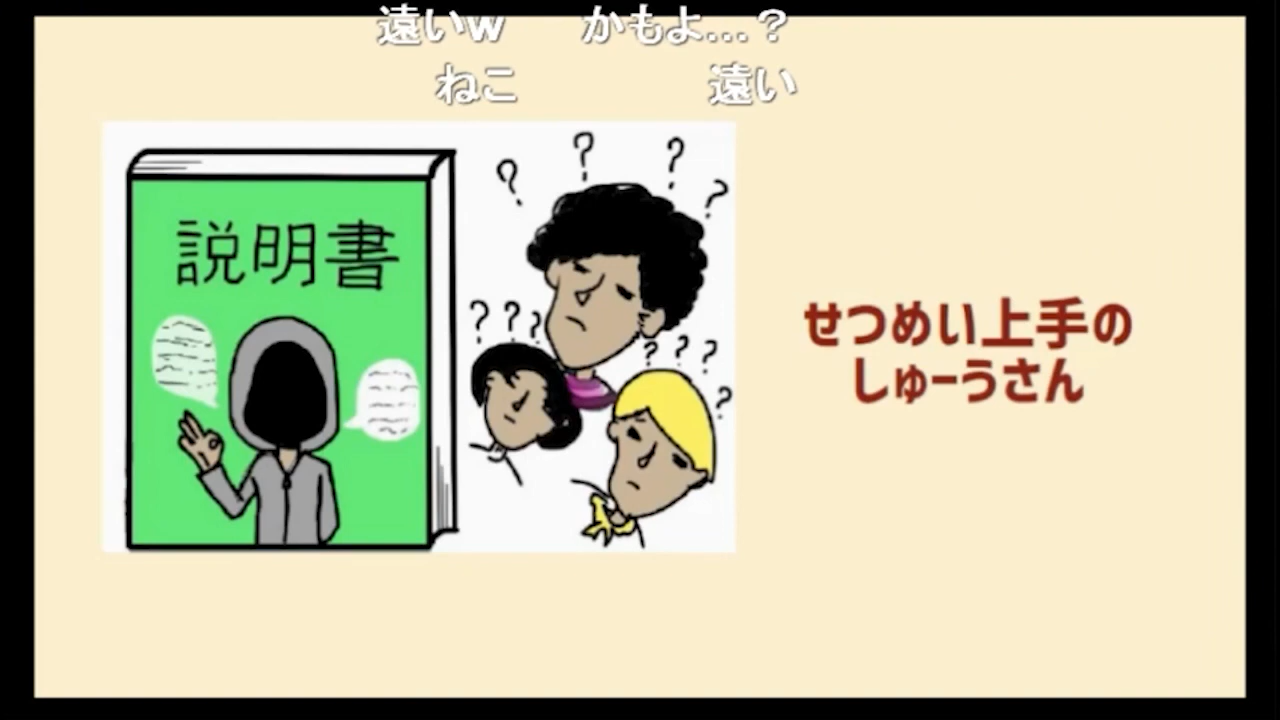 遠いw かもよ...？
ねこ 遠い
説明書
? ? ? ?
? ? ? ? ? ? ?
せつめい上手の
しゅーうさん